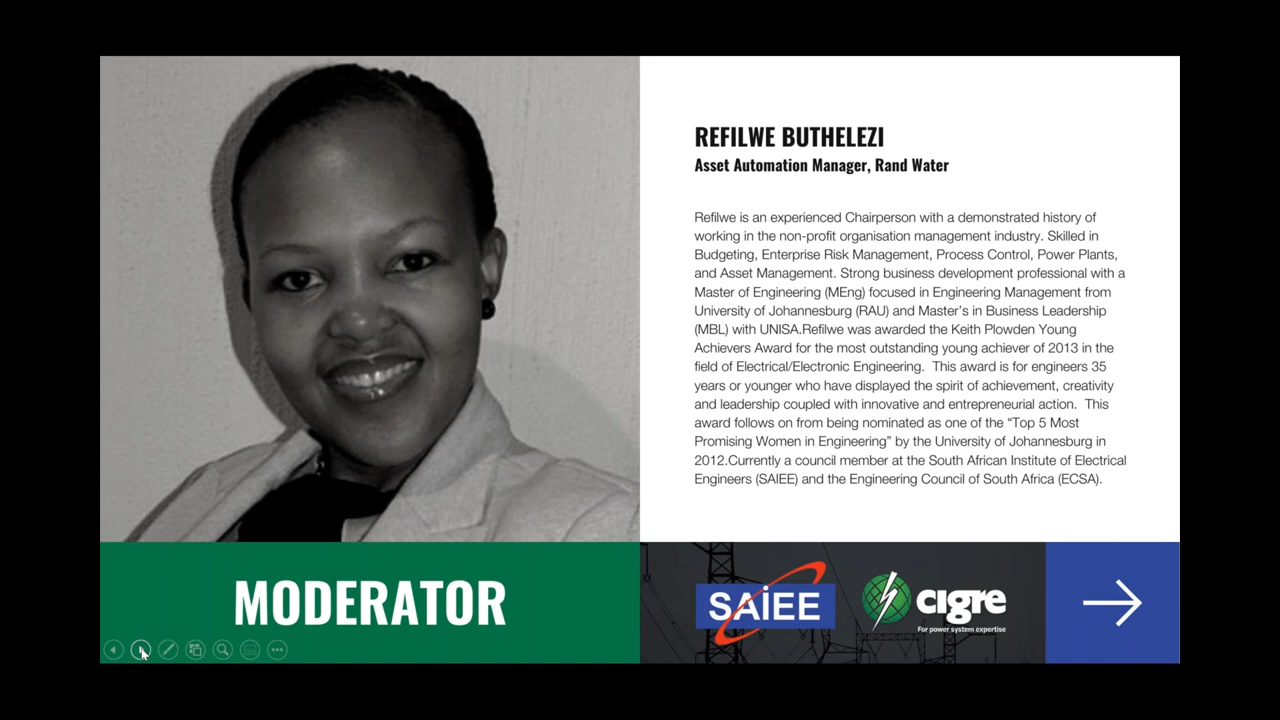 REFILWE BUTHELEZI
Asset Automation Manager, Rand Water
Refilwe is an experienced Chairperson with a demonstrated history of
working in the non-profit organisation management industry. Skilled in
Budgeting, Enterprise Risk Management, Process Control, Power Plants,
and Asset Management. Strong business development professional with a
Master of Engineering (MEng) focused in Engineering Management from
University of Johannesburg (RAU) and Master's in Business Leadership
(MBL) with UNISA.Refilwe was awarded the Keith Plowden Young
Achievers Award for the most outstanding young achiever of 2013 in the
field of Electrical/Electronic Engineering.  This award is for engineers 35
years or younger who have displayed the spirit of achievement, creativity
and leadership coupled with innovative and entrepreneurial action.  This
award follows on from being nominated as one of the “Top 5 Most
Promising Women in Engineering” by the University of Johannesburg in
2012.Currently a council member at the South African Institute of Electrical
Engineers (SAIEE) and the Engineering Council of South Africa (ECSA).
MODERATOR
SAiEE
cigre
For power system expertise